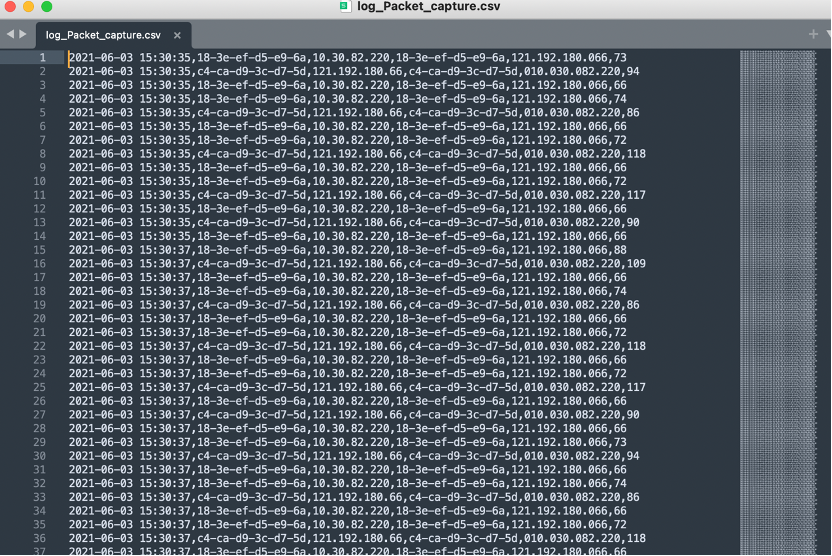 log_Packet_capture.csv
log_Packet_capture.csv
1 2021-06-03 15:30:35,18-3e-ef-d5-e9-6a,10.30.82.220,18-3e-ef-d5-e9-6a,121.192.180.066,73
2 2021-06-03 15:30:35,c4-ca-d9-3c-d7-5d,121.192.180.66,c4-ca-d9-3c-d7-5d,010.030.082.220,94
3 2021-06-03 15:30:35,18-3e-ef-d5-e9-6a,10.30.82.220,18-3e-ef-d5-e9-6a,121.192.180.066,66
4 2021-06-03 15:30:35,18-3e-ef-d5-e9-6a,10.30.82.220,18-3e-ef-d5-e9-6a,121.192.180.066,74
5 2021-06-03 15:30:35,c4-ca-d9-3c-d7-5d,121.192.180.66,c4-ca-d9-3c-d7-5d,010.030.082.220,86
6 2021-06-03 15:30:35,18-3e-ef-d5-e9-6a,10.30.82.220,18-3e-ef-d5-e9-6a,121.192.180.066,66
7 2021-06-03 15:30:35,18-3e-ef-d5-e9-6a,10.30.82.220,18-3e-ef-d5-e9-6a,121.192.180.066,72
8 2021-06-03 15:30:35,c4-ca-d9-3c-d7-5d,121.192.180.66,c4-ca-d9-3c-d7-5d,010.030.082.220,118
9 2021-06-03 15:30:35,18-3e-ef-d5-e9-6a,10.30.82.220,18-3e-ef-d5-e9-6a,121.192.180.066,66
10 2021-06-03 15:30:35,18-3e-ef-d5-e9-6a,10.30.82.220,18-3e-ef-d5-e9-6a,121.192.180.066,72
11 2021-06-03 15:30:35,c4-ca-d9-3c-d7-5d,121.192.180.66,c4-ca-d9-3c-d7-5d,010.030.082.220,117
12 2021-06-03 15:30:35,18-3e-ef-d5-e9-6a,10.30.82.220,18-3e-ef-d5-e9-6a,121.192.180.066,66
13 2021-06-03 15:30:35,c4-ca-d9-3c-d7-5d,121.192.180.66,c4-ca-d9-3c-d7-5d,010.030.082.220,90
14 2021-06-03 15:30:35,18-3e-ef-d5-e9-6a,10.30.82.220,18-3e-ef-d5-e9-6a,121.192.180.066,66
15 2021-06-03 15:30:37,18-3e-ef-d5-e9-6a,10.30.82.220,18-3e-ef-d5-e9-6a,121.192.180.066,88
16 2021-06-03 15:30:37,c4-ca-d9-3c-d7-5d,121.192.180.66,c4-ca-d9-3c-d7-5d,010.030.082.220,109
17 2021-06-03 15:30:37,18-3e-ef-d5-e9-6a,10.30.82.220,18-3e-ef-d5-e9-6a,121.192.180.066,66
18 2021-06-03 15:30:37,18-3e-ef-d5-e9-6a,10.30.82.220,18-3e-ef-d5-e9-6a,121.192.180.066,74
19 2021-06-03 15:30:37,c4-ca-d9-3c-d7-5d,121.192.180.66,c4-ca-d9-3c-d7-5d,010.030.082.220,86
20 2021-06-03 15:30:37,18-3e-ef-d5-e9-6a,10.30.82.220,18-3e-ef-d5-e9-6a,121.192.180.066,66
21 2021-06-03 15:30:37,18-3e-ef-d5-e9-6a,10.30.82.220,18-3e-ef-d5-e9-6a,121.192.180.066,72
22 2021-06-03 15:30:37,c4-ca-d9-3c-d7-5d,121.192.180.66,c4-ca-d9-3c-d7-5d,010.030.082.220,118
23 2021-06-03 15:30:37,18-3e-ef-d5-e9-6a,10.30.82.220,18-3e-ef-d5-e9-6a,121.192.180.066,66
24 2021-06-03 15:30:37,18-3e-ef-d5-e9-6a,10.30.82.220,18-3e-ef-d5-e9-6a,121.192.180.066,72
25 2021-06-03 15:30:37,c4-ca-d9-3c-d7-5d,121.192.180.66,c4-ca-d9-3c-d7-5d,010.030.082.220,117
26 2021-06-03 15:30:37,18-3e-ef-d5-e9-6a,10.30.82.220,18-3e-ef-d5-e9-6a,121.192.180.066,66
27 2021-06-03 15:30:37,c4-ca-d9-3c-d7-5d,121.192.180.66,c4-ca-d9-3c-d7-5d,010.030.082.220,90
28 2021-06-03 15:30:37,18-3e-ef-d5-e9-6a,10.30.82.220,18-3e-ef-d5-e9-6a,121.192.180.066,66
29 2021-06-03 15:30:37,18-3e-ef-d5-e9-6a,10.30.82.220,18-3e-ef-d5-e9-6a,121.192.180.066,73
30 2021-06-03 15:30:37,c4-ca-d9-3c-d7-5d,121.192.180.66,c4-ca-d9-3c-d7-5d,010.030.082.220,94
31 2021-06-03 15:30:37,18-3e-ef-d5-e9-6a,10.30.82.220,18-3e-ef-d5-e9-6a,121.192.180.066,66
32 2021-06-03 15:30:37,18-3e-ef-d5-e9-6a,10.30.82.220,18-3e-ef-d5-e9-6a,121.192.180.066,74
33 2021-06-03 15:30:37,c4-ca-d9-3c-d7-5d,121.192.180.66,c4-ca-d9-3c-d7-5d,010.030.082.220,86
34 2021-06-03 15:30:37,18-3e-ef-d5-e9-6a,10.30.82.220,18-3e-ef-d5-e9-6a,121.192.180.066,66
35 2021-06-03 15:30:37,18-3e-ef-d5-e9-6a,10.30.82.220,18-3e-ef-d5-e9-6a,121.192.180.066,72
36 2021-06-03 15:30:37,c4-ca-d9-3c-d7-5d,121.192.180.66,c4-ca-d9-3c-d7-5d,010.030.082.220,118
37 2021-06-03 15:30:37,18-3e-ef-d5-e9-6a,10.30.82.220,18-3e-ef-d5-e9-6a,121.192.180.066,66